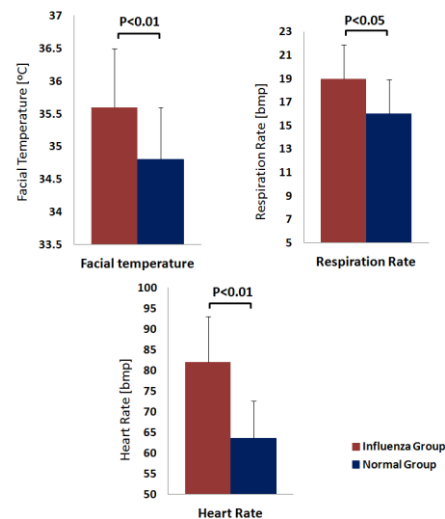 P<0.01
Facial Temperature [ºC]
37
36.5
36
35.5
35
34.5
34
33.5
Facial temperature
P<0.05
Respiration Rate [bmp]
23
21
19
17
15
13
11
9
7
5
Respiration Rate
P<0.01
Heart Rate [bmp]
100
95
90
85
80
75
70
65
60
55
50
Heart Rate
Influenza Group
Normal Group